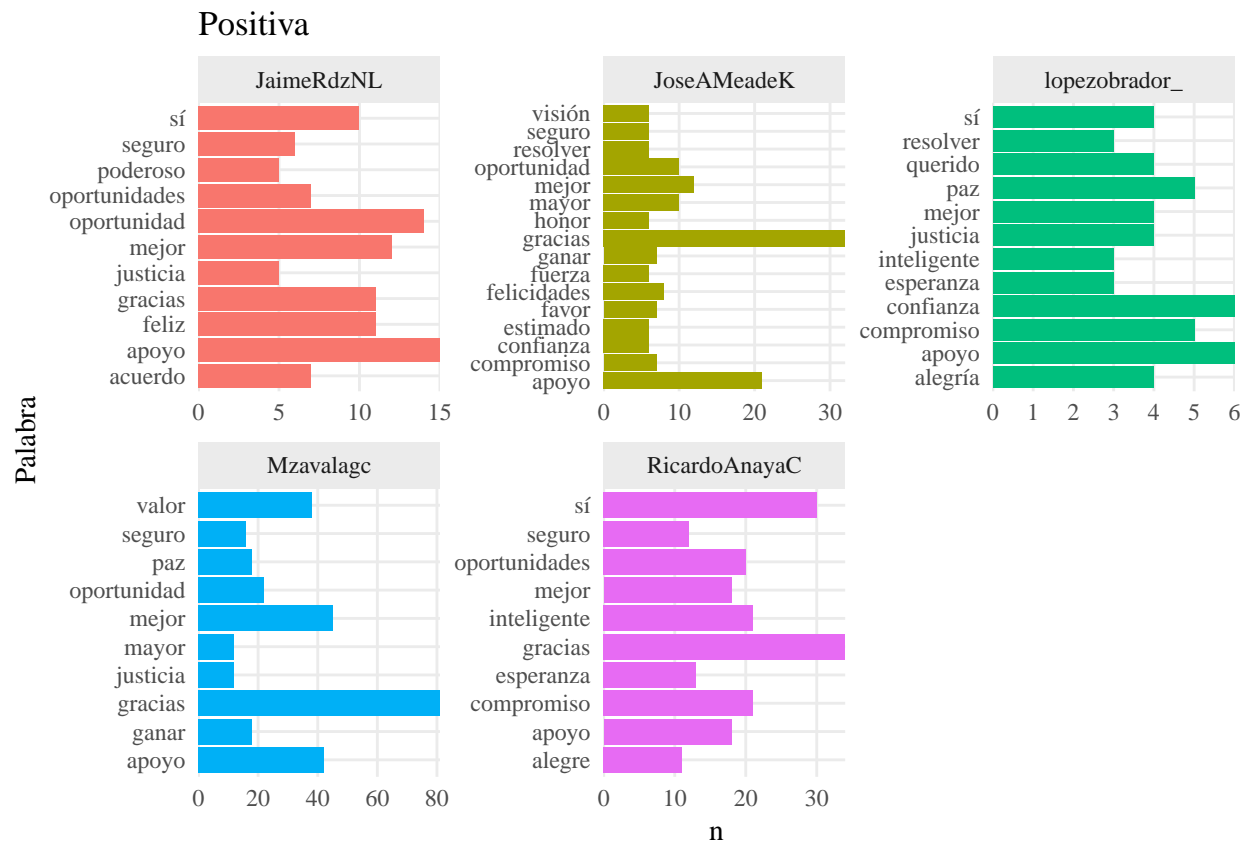 Positiva
JaimeRdzNL
sí
seguro
poderoso
oportunidades
oportunidad
mejor
justicia
gracias
feliz
apoyo
acuerdo
0 5 10 15
JoseAMeadeK
visión
seguro
resolver
oportunidad
mejor
mayor
honor
gracias
ganar
fuerza
felicidades
favor
estimado
confianza
compromiso
apoyo
0 10 20 30
lopezobrador_
sí
resolver
querido
paz
mejor
justicia
inteligente
esperanza
confianza
compromiso
apoyo
alegría
0 1 2 3 4 5 6
Palabra
Mzavalagc
valor
seguro
paz
oportunidad
mejor
mayor
justicia
gracias
ganar
apoyo
0 20 40 60 80
RicardoAnayaC
sí
seguro
oportunidades
mejor
inteligente
gracias
esperanza
compromiso
apoyo
alegre
0 10 20 30
n